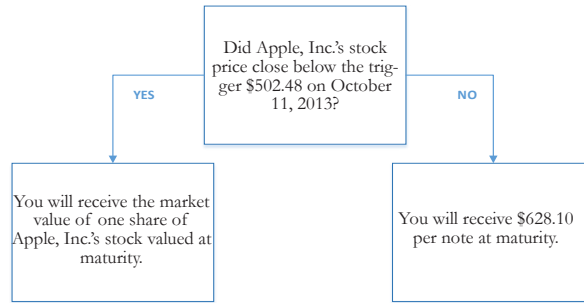 Did Apple, Inc.'s stock
price close below the trig-
ger $502.48 on October
11, 2013?
YES
NO
You will receive the market
value of one share of
Apple, Inc.'s stock valued at
maturity.
You will receive $628.10
per note at maturity.